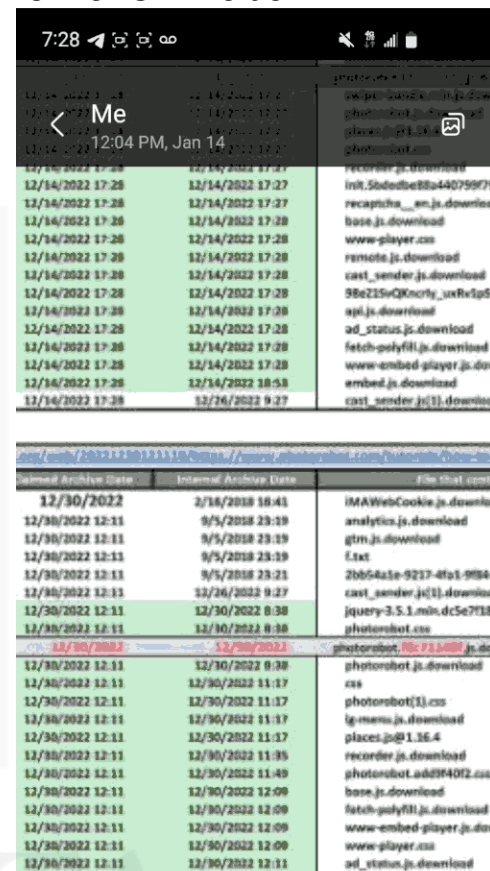 7:28
Me
12:04 PM, Jan 14
12/14/2022 17:28 12/14/2022 17:27 recorder.js.download
12/14/2022 17:28 12/14/2022 17:27
12/14/2022 17:28 12/14/2022 17:27 recaptcha__en.js.downloa
12/14/2022 17:28 12/14/2022 17:28 base.js.download
12/14/2022 17:28 12/14/2022 17:28 www-player.css
12/14/2022 17:28 12/14/2022 17:28 remote.js.download
12/14/2022 17:28 12/14/2022 17:28 cast_sender.js.download
12/14/2022 17:28 12/14/2022 17:28
12/14/2022 17:28 12/14/2022 17:28 api.js.download
12/14/2022 17:28 12/14/2022 17:28 ad_status.js.download
12/14/2022 17:28 12/14/2022 17:28 fetch-polyfill.js.download
12/14/2022 17:28 12/14/2022 17:28 www-embed-player.js.dow
12/14/2022 17:28 12/14/2022 18:58 embed.js.download
12/14/2022 17:28 12/26/2022 9:27 cast_sender.js(1).downloa
Archive Date Internal Archive Date File that cont
12/30/2022 2/16/2018 18:41 iMAWebCookie.js.downlo
12/30/2022 12:11 9/5/2018 23:19 analytics.js.download
12/30/2022 12:11 9/5/2018 23:19 gtm.js.download
12/30/2022 12:11 9/5/2018 23:19 f.txt
12/30/2022 12:11 9/5/2018 23:21
12/30/2022 12:11 12/26/2022 9:27 cast_sender.js(1).downloa
12/30/2022 12:11 12/30/2022 8:38 jquery-3.5.1.min.dc5e7f18
12/30/2022 12:11 12/30/2022 8:38 photorobot.css
12/30/2022 12/30/2022
12/30/2022 12:11 12/30/2022 8:38 photorobot.js.download
12/30/2022 12:11 12/30/2022 11:17 css
12/30/2022 12:11 12/30/2022 11:17 photorobot(1).css
12/30/2022 12:11 12/30/2022 11:17 lg-menu.js.download
12/30/2022 12:11 12/30/2022 11:17 places.js@1.16.4
12/30/2022 12:11 12/30/2022 11:35 recorder.js.download
12/30/2022 12:11 12/30/2022 11:49 photorobot.add9f40f2.css
12/30/2022 12:11 12/30/2022 12:09 base.js.download
12/30/2022 12:11 12/30/2022 12:09 fetch-polyfill.js.download
12/30/2022 12:11 12/30/2022 12:09 www-embed-player.js.dow
12/30/2022 12:11 12/30/2022 12:09 www-player.css
12/30/2022 12:11 12/30/2022 12:11 ad_status.js.download